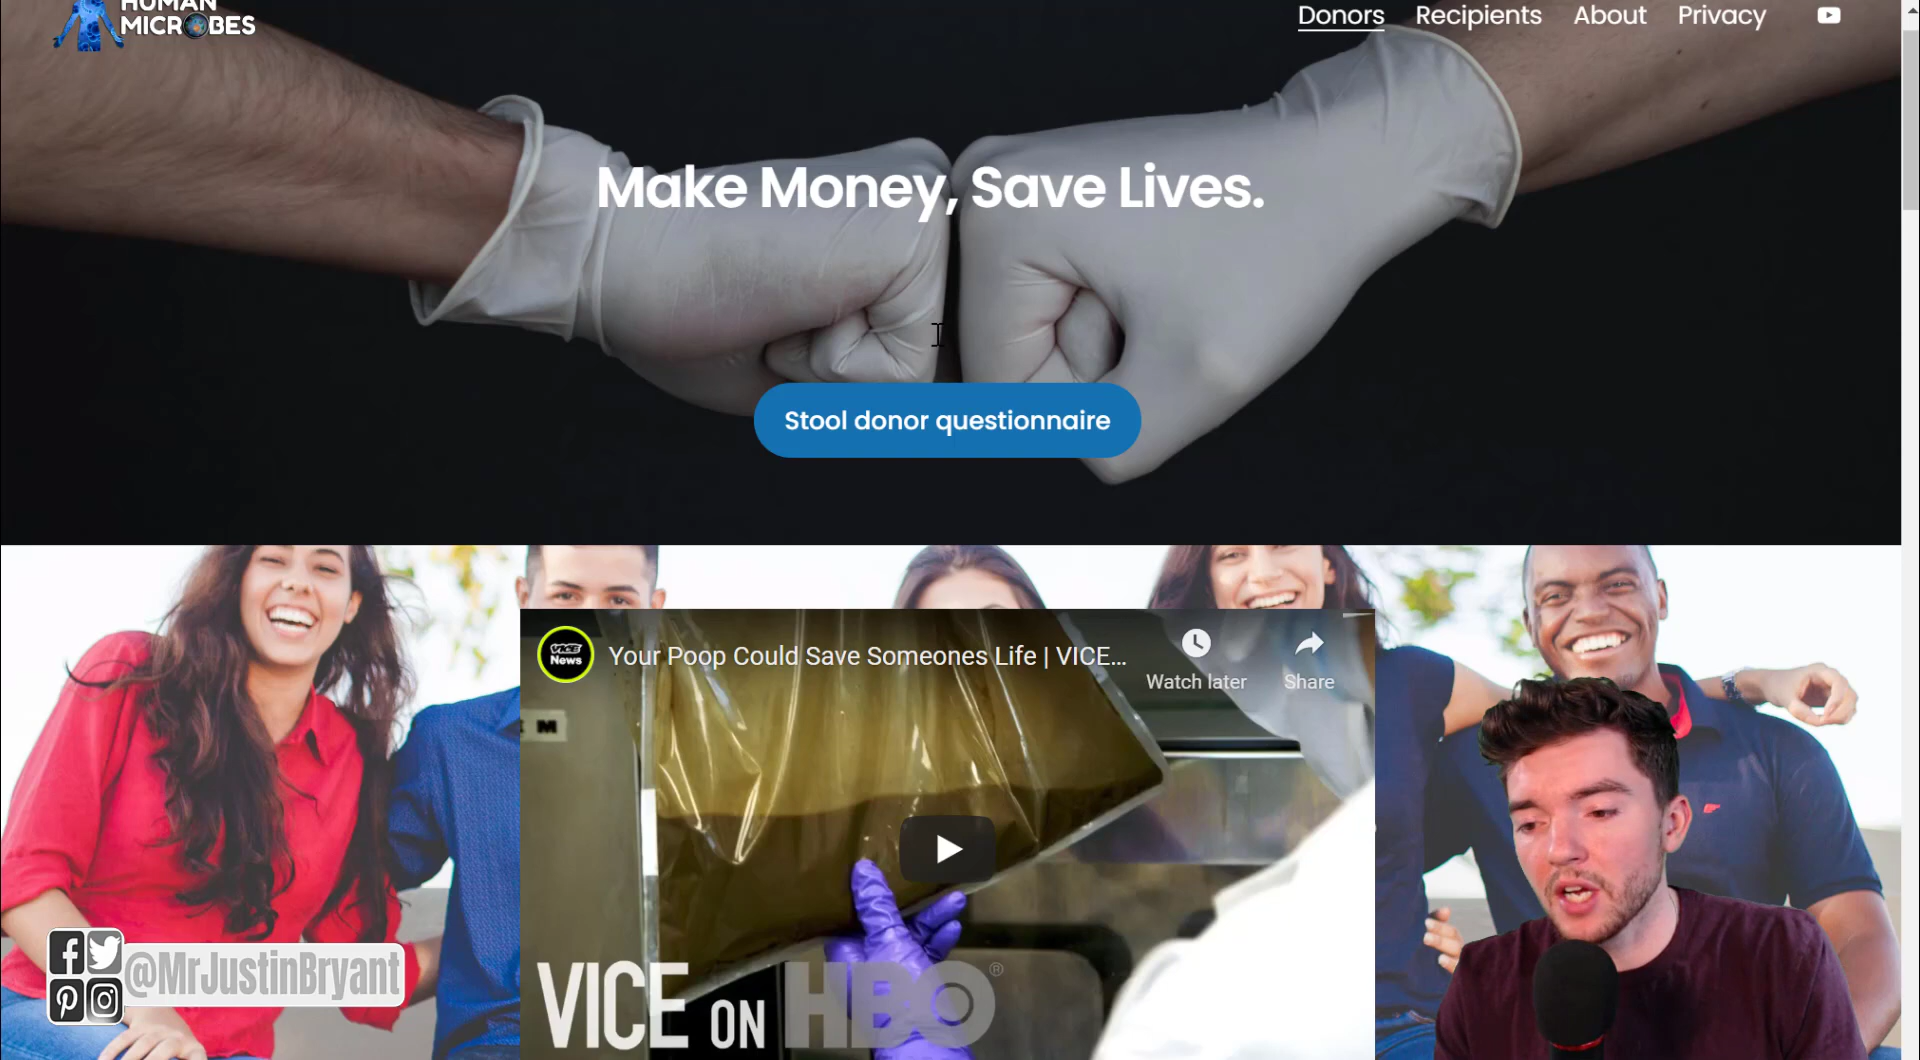 HUMAN
MICROBES
Donors
Recipients
About
Privacy
Make Money, Save Lives.
Stool donor questionnaire
VICE
News
Your Poop Could Save Someones Life | VICE...
Watch later
Share
M
@MrJustinBryant
VICE ON HBO®